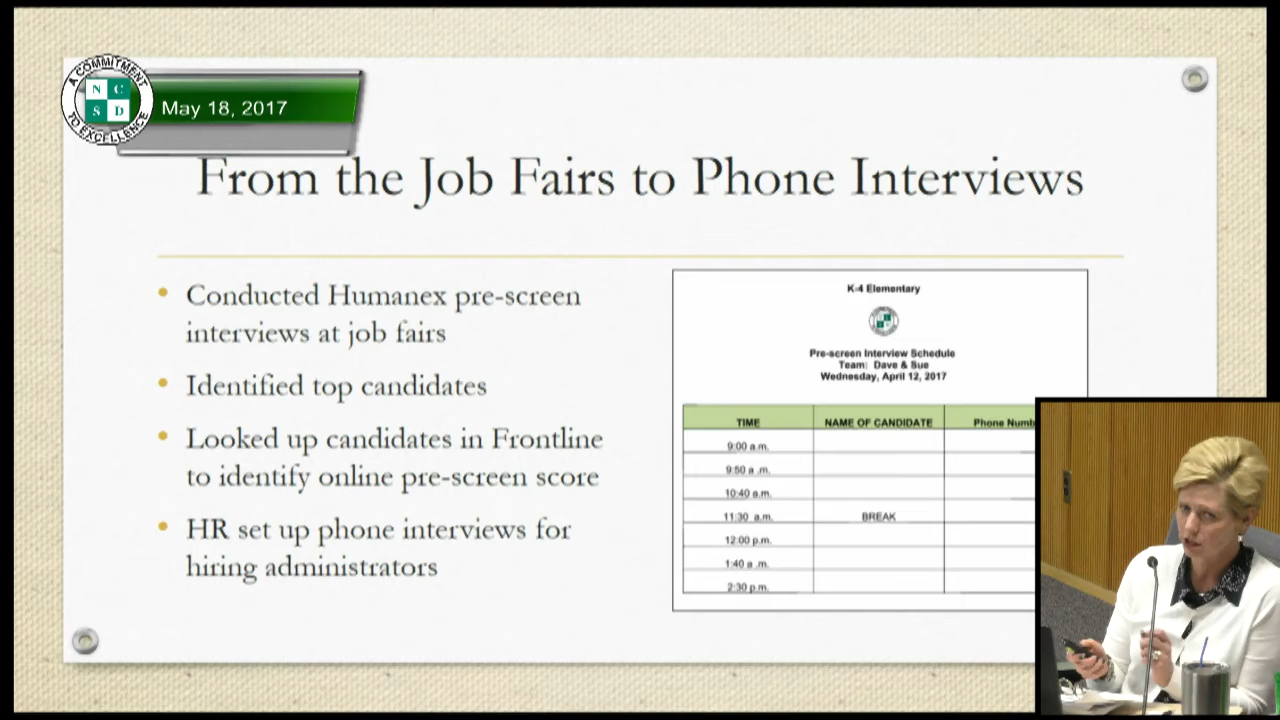 A COMMITMENT
N C
S D
TO EXCELLENCE
May 18, 2017
From the Job Fairs to Phone Interviews
• Conducted Humanex pre-screen
interviews at job fairs
• Identified top candidates
• Looked up candidates in Frontline
to identify online pre-screen score
• HR set up phone interviews for
hiring administrators
K-4 Elementary
Pre-screen Interview Schedule
Team: Dave & Sue
Wednesday, April 12, 2017
TIME NAME OF CANDIDATE Phone Numb
9:00 a.m.
9:50 a .m.
10:40 a.m.
11:30 a.m. BREAK
12:00 p.m.
1:40 a .m.
2:30 p.m.